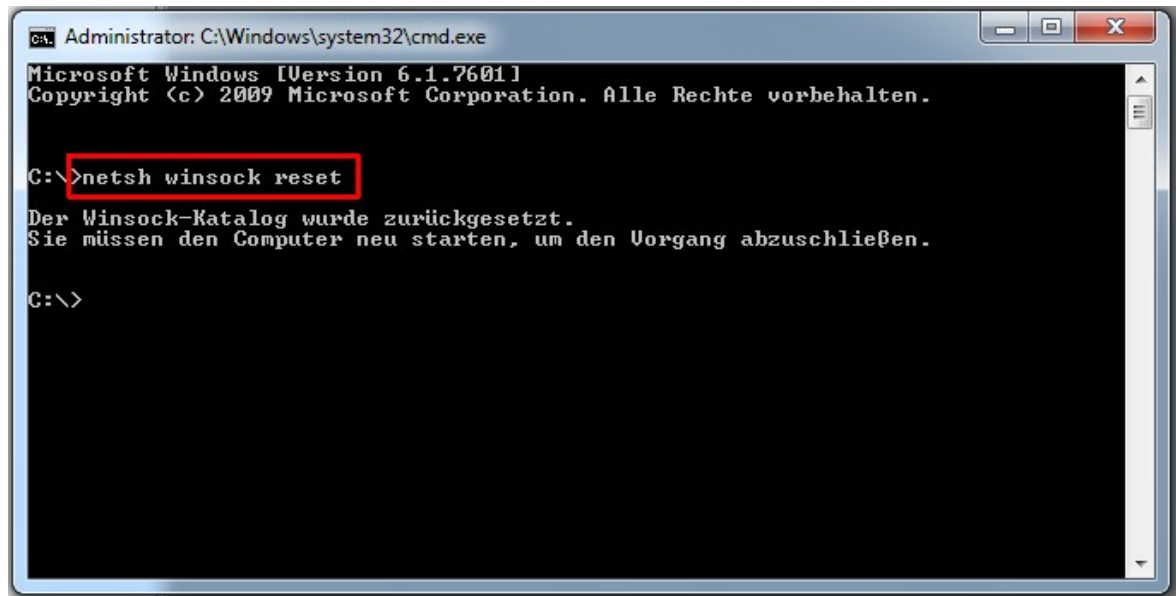 Administrator: C:\Windows\system32\cmd.exe
Microsoft Windows [Version 6.1.7601]
Copyright (c) 2009 Microsoft Corporation. Alle Rechte vorbehalten.
C:\>netsh winsock reset
Der Winsock-Katalog wurde zurückgesetzt.
Sie müssen den Computer neu starten, um den Vorgang abzuschließen.
C:\>